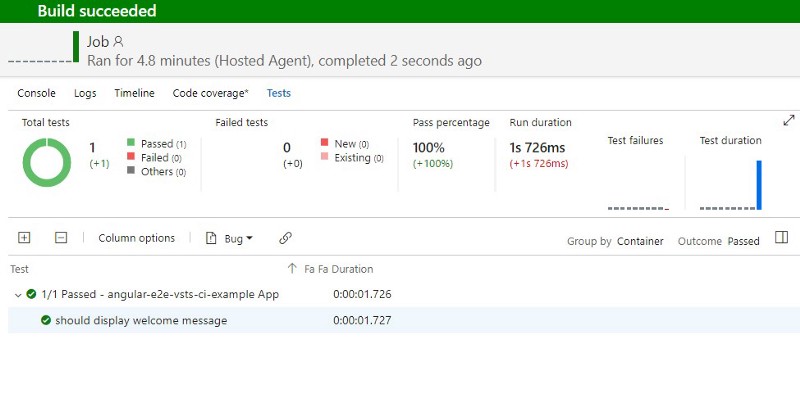 Build succeeded
Job
Ran for 4.8 minutes (Hosted Agent), completed 2 seconds ago
Console Logs Timeline Code coverage* Tests
Total tests Failed tests Pass percentage Run duration Test failures Test duration
1 Passed (1) 0 New (0) 100% 1s 726ms
(+1) Failed (0) (+0) Existing (0) (+100%) (+1s 726ms)
Others (0)
Column options Bug Group by Container Outcome Passed
Test Fa Fa Duration
1/1 Passed - angular-e2e-vsts-ci-example App 0:00:01.726
should display welcome message 0:00:01.727